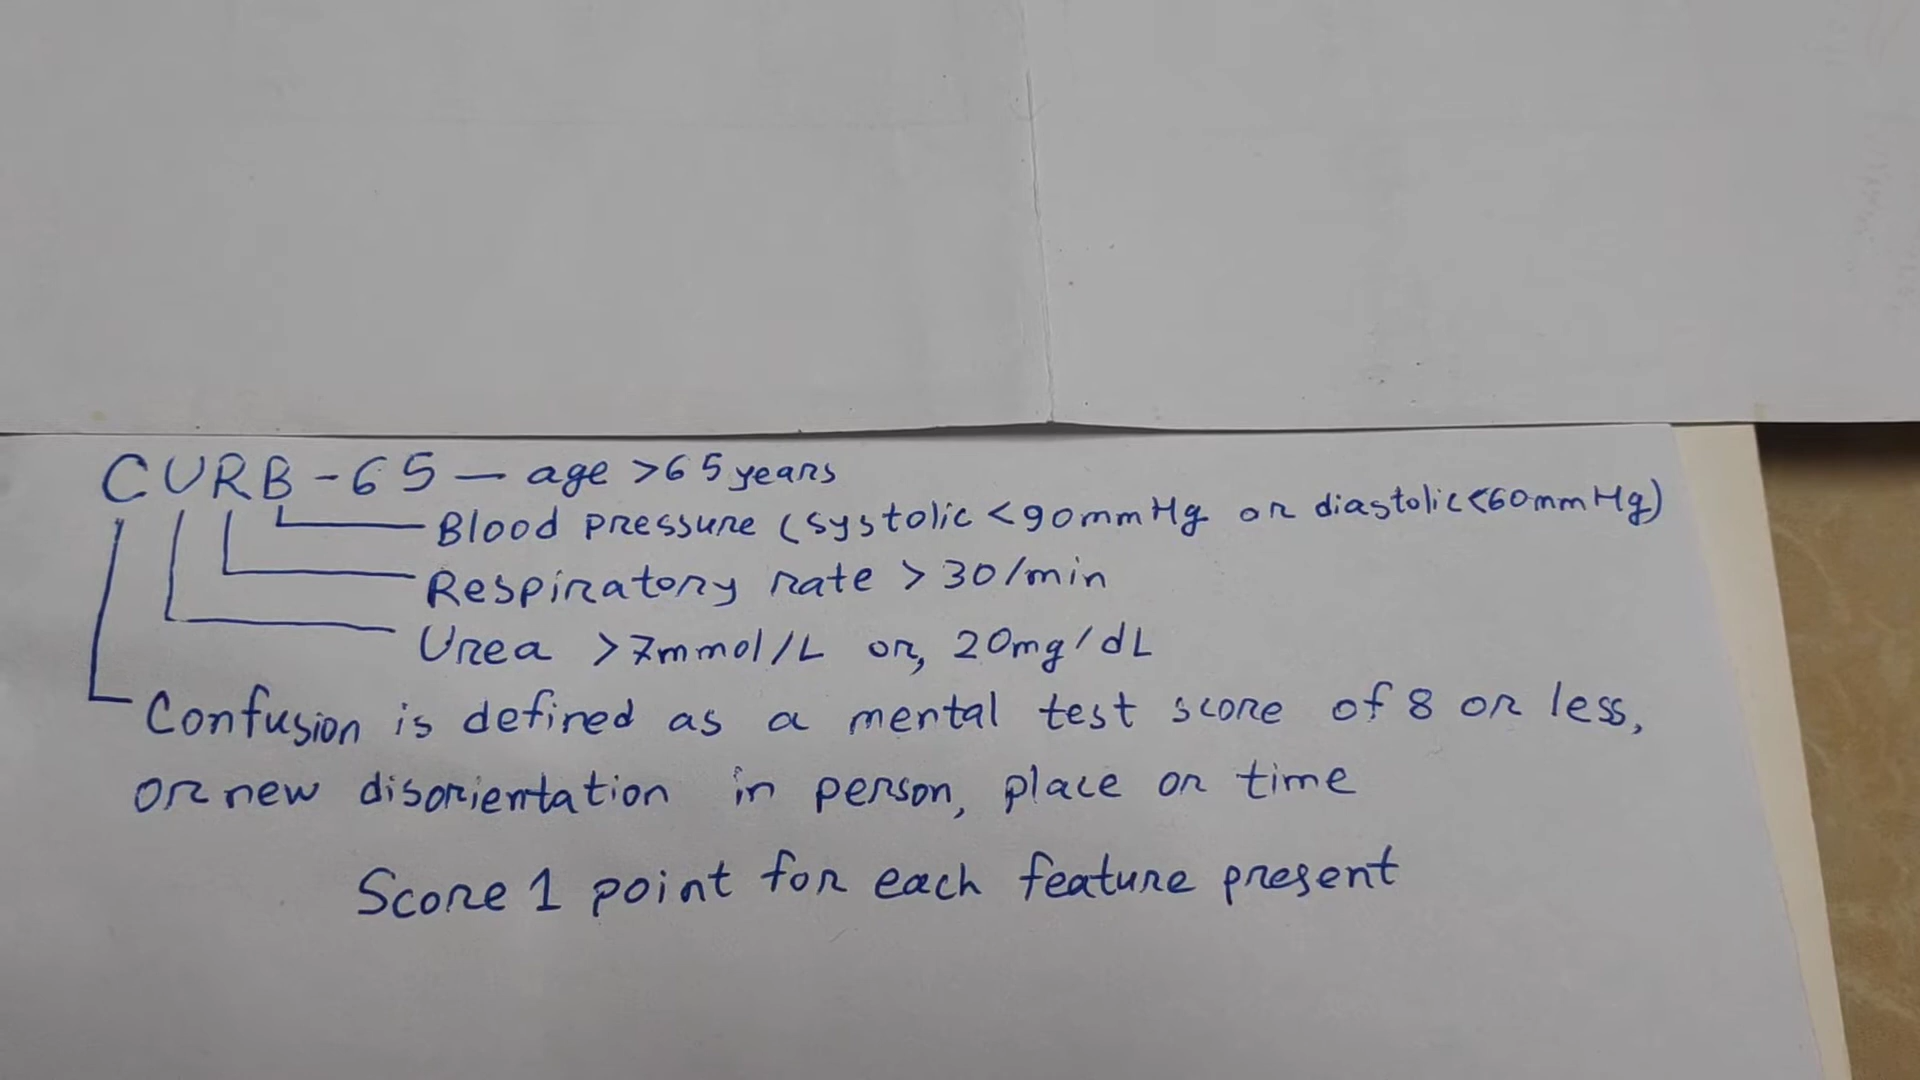 CURB-65 — age >65 years
Blood pressure (systolic <90mmHg or diastolic <60mmHg)
Respiratory rate >30/min
Urea >7mmol/L or, 20mg/dL
Confusion is defined as a mental test score of 8 or less,
or new disorientation in person, place or time
Score 1 point for each feature present